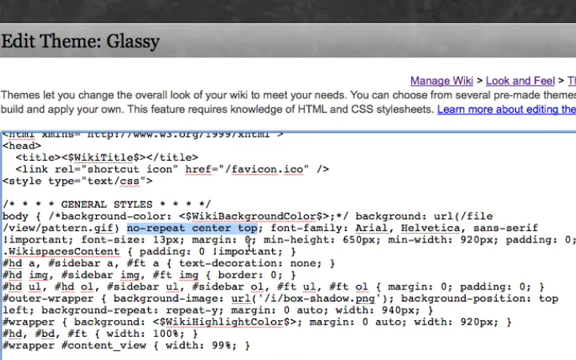 Edit Theme: Glassy
Manage Wiki > Look and Feel >
Themes let you change the overall look of your wiki to meet your needs. You can choose from several pre-made themes
build and apply your own. This feature requires knowledge of HTML and CSS stylesheets. Learn more about editing the
<html xmlns="http://www.w3.org/1999/xhtml">
<head>
<title><$WikiTitle$></title>
<link rel="shortcut icon" href="/favicon.ico" />
<style type="text/css">
/* * * * GENERAL STYLES * * * */
body { /*background-color: <$WikiBackgroundColor$>;*/ background: url(/file
/view/pattern.gif) no-repeat center top; font-family: Arial, Helvetica, sans-serif
!important; font-size: 13px; margin: 0; min-height: 650px; min-width: 920px; padding: 0;
.WikispacesContent { padding: 0 !important; }
#hd a, #sidebar a, #ft a { text-decoration: none; }
#hd img, #sidebar img, #ft img { border: 0; }
#hd ul, #hd ol, #sidebar ul, #sidebar ol, #ft ul, #ft ol { margin: 0; padding: 0; }
#outer-wrapper { background-image: url('/i/box-shadow.png'); background-position: top
left; background-repeat: repeat-y; margin: 0 auto; width: 940px; }
#wrapper { background: <$WikiHighlightColor$>; margin: 0 auto; width: 920px; }
#hd, #bd, #ft { width: 100%; }
#wrapper #content_view { width: 99%; }